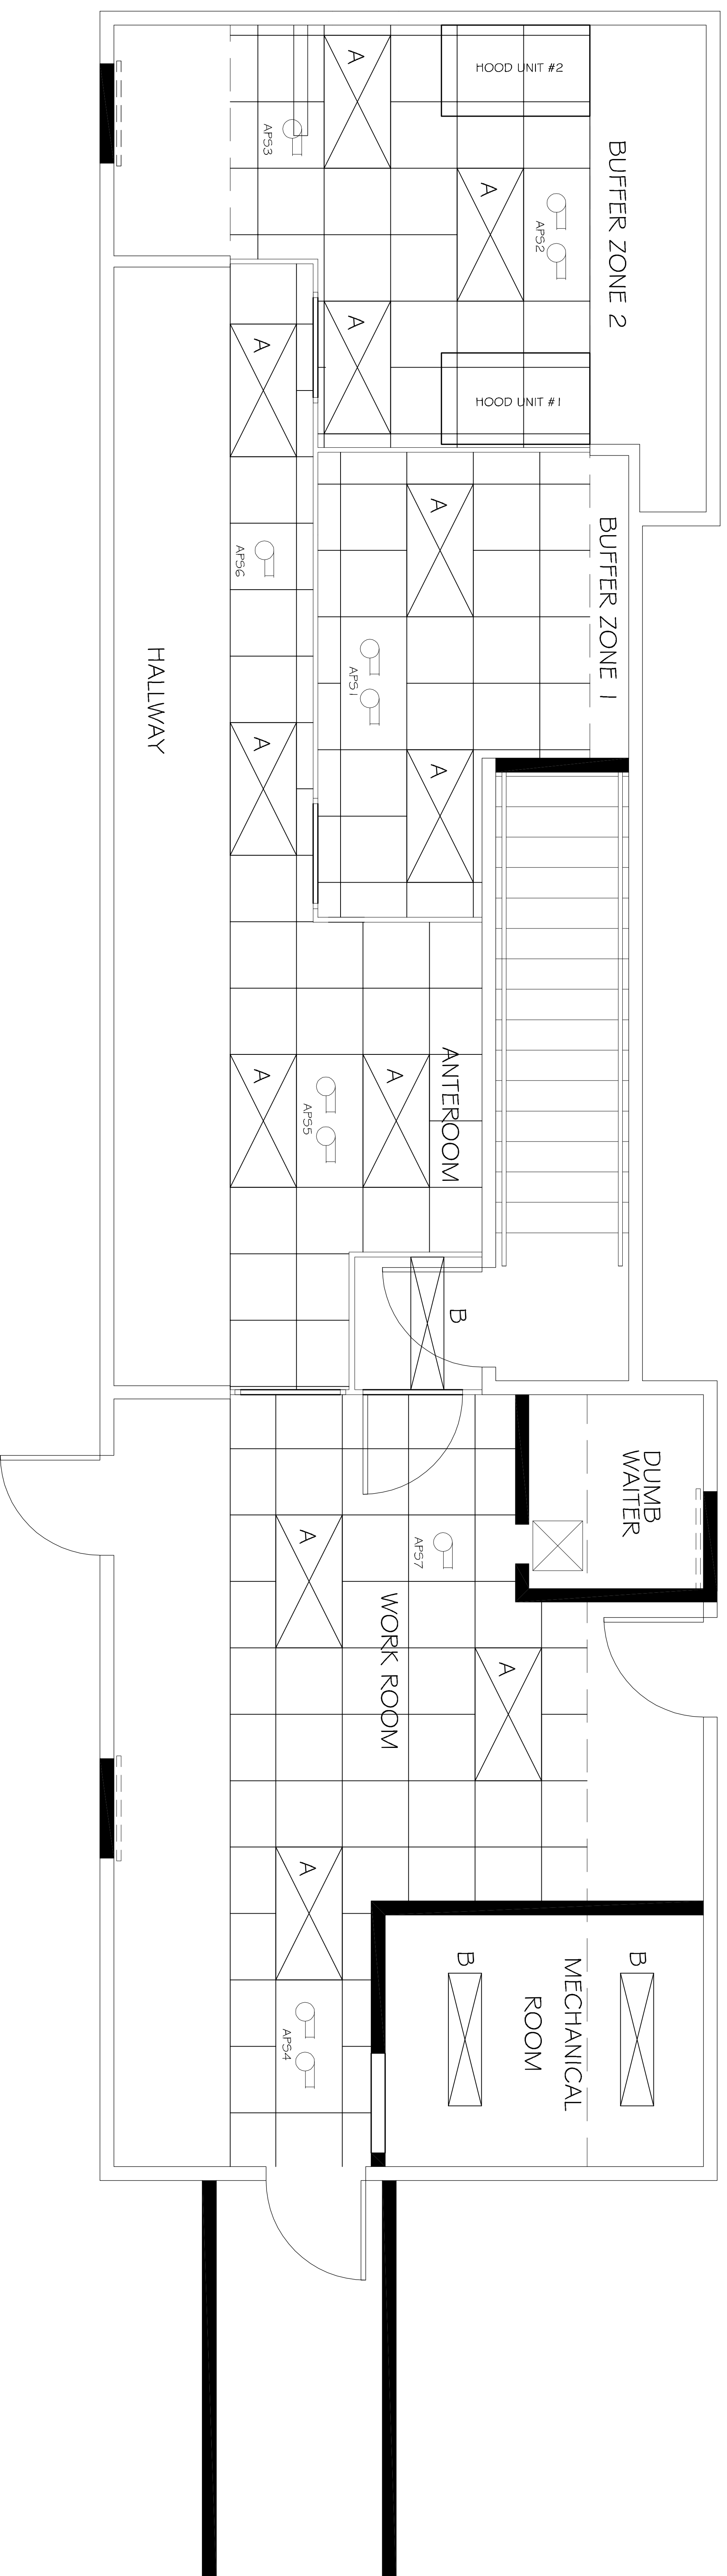 HOOD UNIT #2
A
APS3
A
APS2
BUFFER ZONE 2
A
A
HOOD UNIT #1
A
BUFFER ZONE 1
APS6
APS1
HALLWAY
A
A
ANTEROOM
A
A
APS5
B
DUMB
WAITER
A
APS7
WORK ROOM
A
A
B
B
MECHANICAL
ROOM
APS4